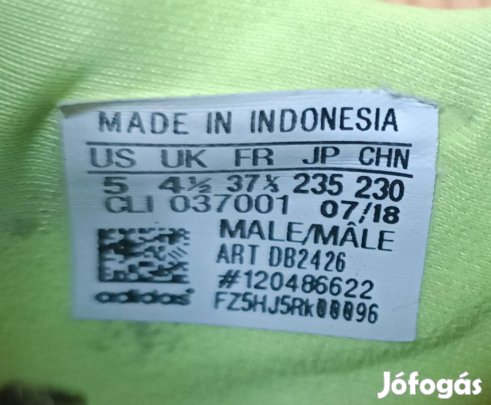 MADE IN INDONESIA
US UK FR JP CHN
5 4½ 37⅓ 235 230
CLI 037001 07/18
MALE/MÂLE
ART DB2426
#120486622
adidas
Jófogás